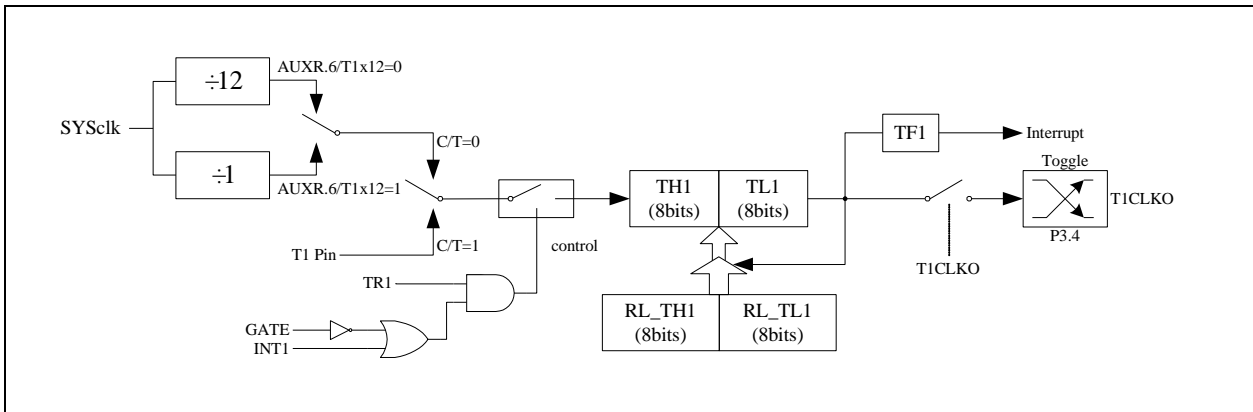 ÷12
AUXR.6/T1x12=0
SYSclk
÷1
AUXR.6/T1x12=1
C/T=0
C/T=1
T1 Pin
control
TR1
GATE
INT1
TH1
(8bits)
TL1
(8bits)
RL_TH1
(8bits)
RL_TL1
(8bits)
TF1
Interrupt
Toggle
T1CLKO
P3.4
T1CLKO